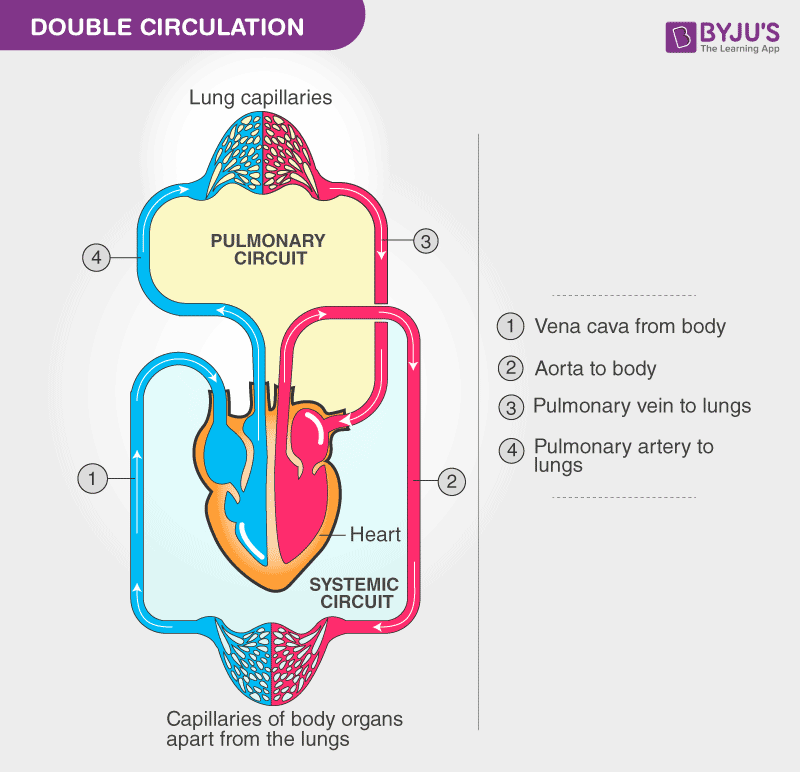 DOUBLE CIRCULATION
BYJU'S
The Learning App
Lung capillaries
PULMONARY
CIRCUIT
4
3
1
2
Heart
SYSTEMIC
CIRCUIT
Capillaries of body organs
apart from the lungs
1 Vena cava from body
2 Aorta to body
3 Pulmonary vein to lungs
4 Pulmonary artery to
lungs